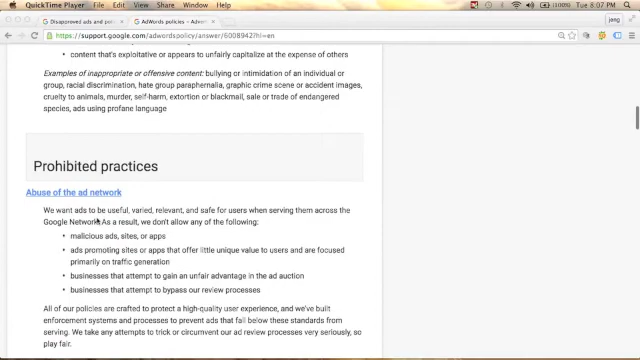 QuickTime Player File Edit View Window Help Tue 8:07 PM
Disapproved ads and polic
AdWords policies - AdWord
jong
https://support.google.com/adwordspolicy/answer/6008942?hl=en
content that's exploitative or appears to unfairly capitalize at the expense of others
Examples of inappropriate or offensive content: bullying or intimidation of an individual or
group, racial discrimination, hate group paraphernalia, graphic crime scene or accident images,
cruelty to animals, murder, self-harm, extortion or blackmail, sale or trade of endangered
species, ads using profane language
Prohibited practices
Abuse of the ad network
We want ads to be useful, varied, relevant, and safe for users when serving them across the
Google Network. As a result, we don't allow any of the following:
malicious ads, sites, or apps
ads promoting sites or apps that offer little unique value to users and are focused
primarily on traffic generation
businesses that attempt to gain an unfair advantage in the ad auction
businesses that attempt to bypass our review processes
All of our policies are crafted to protect a high-quality user experience, and we've built
enforcement systems and processes to prevent ads that fall below these standards from
serving. We take any attempts to trick or circumvent our ad review processes very seriously, so
play fair.